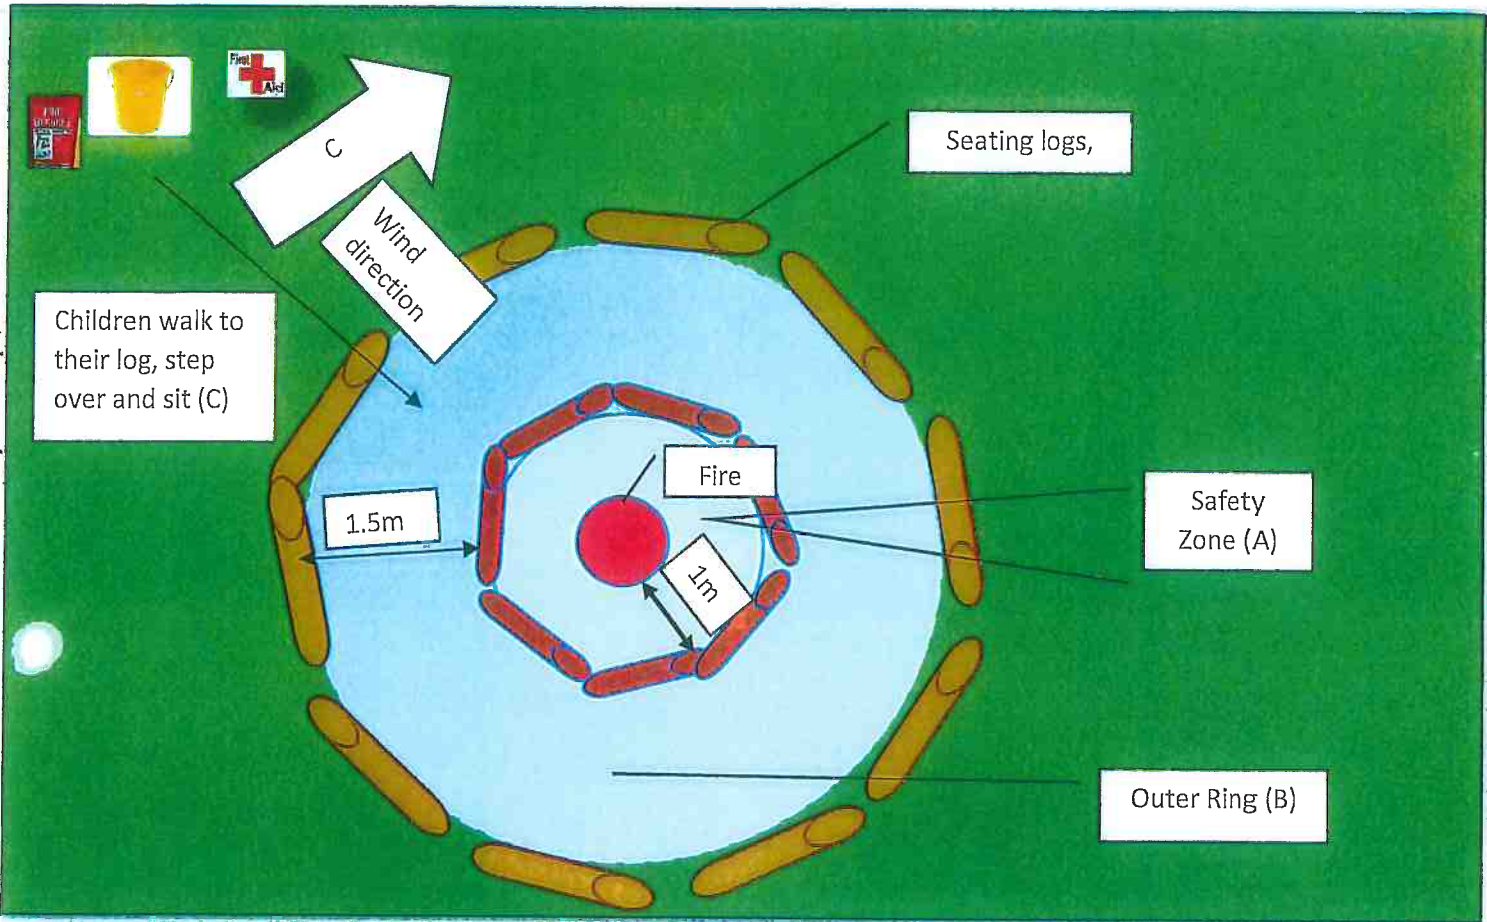 First
Aid
C
Wind
direction
Seating logs,
Children walk to
their log, step
over and sit (C)
Fire
1.5m
1m
Safety
Zone (A)
Outer Ring (B)